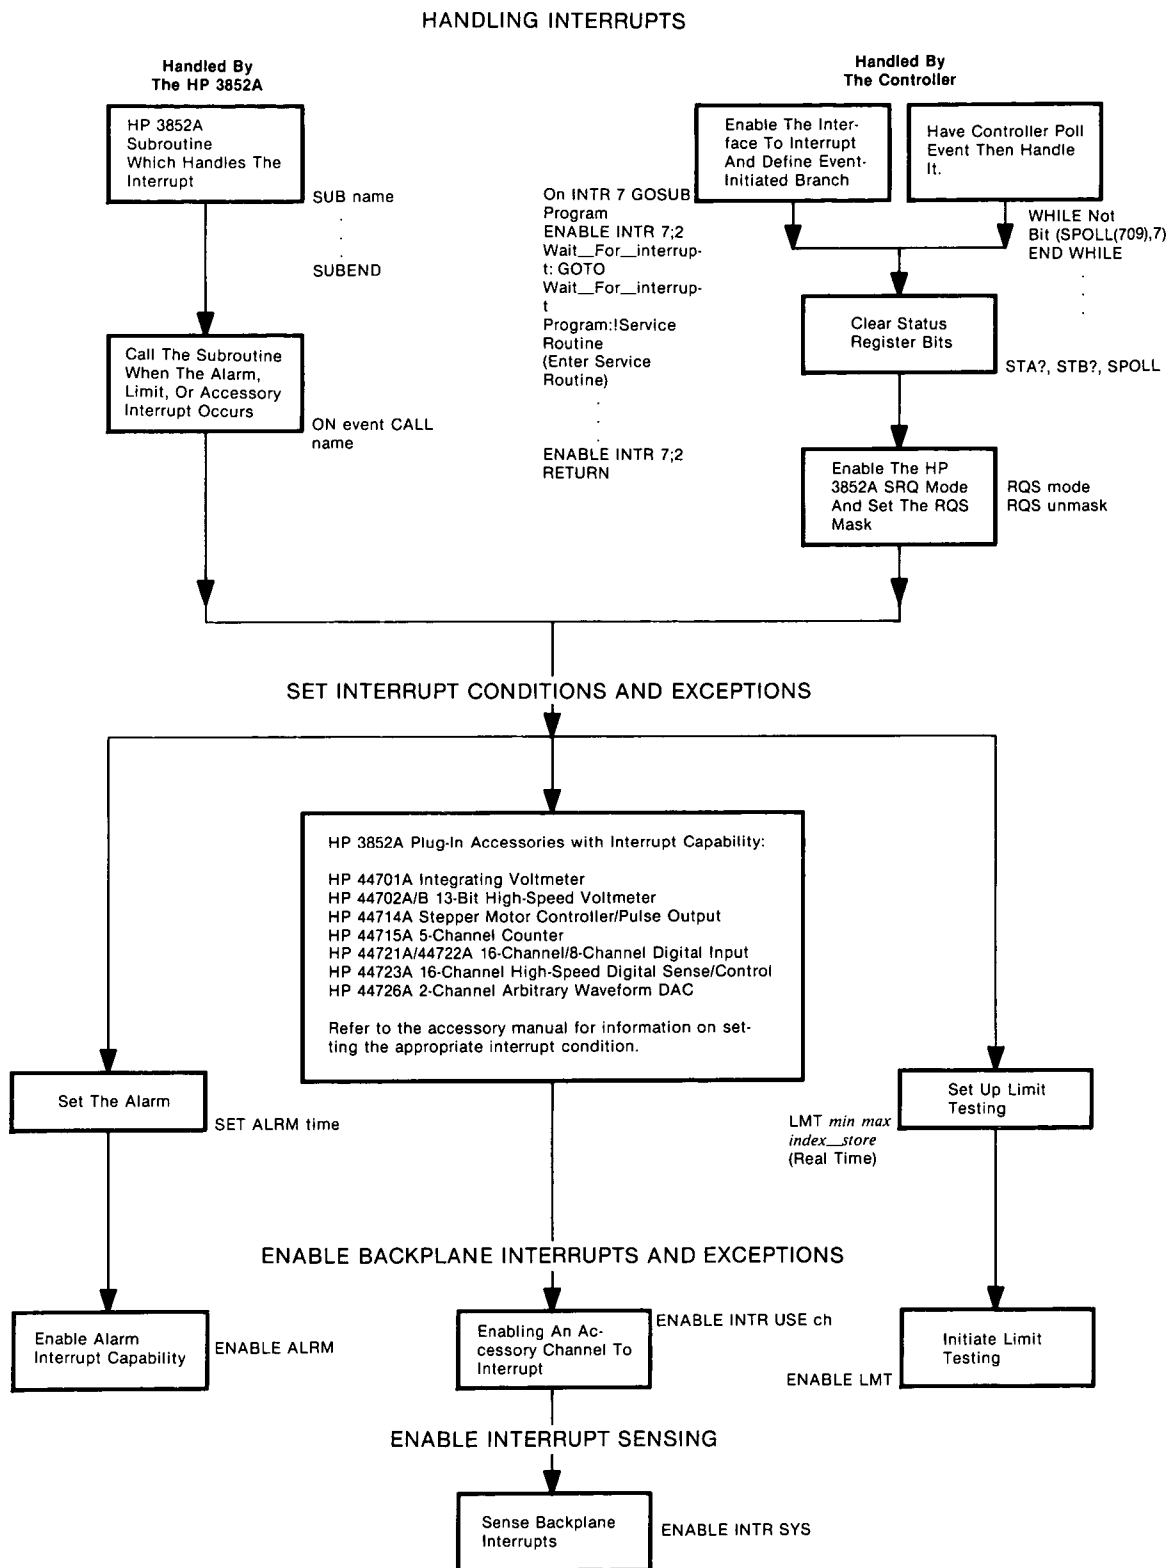 HANDLING INTERRUPTS
Handled By
The HP 3852A
HP 3852A
Subroutine
Which Handles The
Interrupt
SUB name
.
.
.
SUBEND
Call The Subroutine
When The Alarm,
Limit, Or Accessory
Interrupt Occurs
ON event CALL
name
Handled By
The Controller
Enable The Inter-
face To Interrupt
And Define Event-
Initiated Branch
Have Controller Poll
Event Then Handle
It.
On INTR 7 GOSUB
Program
ENABLE INTR 7;2
Wait__For__interrup-
t: GOTO
Wait__For__interrup-
t
Program:!Service
Routine
(Enter Service
Routine)
.
.
.
ENABLE INTR 7;2
RETURN
WHILE Not
Bit (SPOLL(709),7)
END WHILE
.
.
.
Clear Status
Register Bits
STA?, STB?, SPOLL
Enable The HP
3852A SRQ Mode
And Set The RQS
Mask
RQS mode
RQS unmask
SET INTERRUPT CONDITIONS AND EXCEPTIONS
HP 3852A Plug-In Accessories with Interrupt Capability:
HP 44701A Integrating Voltmeter
HP 44702A/B 13-Bit High-Speed Voltmeter
HP 44714A Stepper Motor Controller/Pulse Output
HP 44715A 5-Channel Counter
HP 44721A/44722A 16-Channel/8-Channel Digital Input
HP 44723A 16-Channel High-Speed Digital Sense/Control
HP 44726A 2-Channel Arbitrary Waveform DAC
Refer to the accessory manual for information on set-
ting the appropriate interrupt condition.
Set The Alarm
SET ALRM time
Set Up Limit
Testing
LMT min max
index__store
(Real Time)
ENABLE BACKPLANE INTERRUPTS AND EXCEPTIONS
Enable Alarm
Interrupt Capability
ENABLE ALRM
Enabling An Ac-
cessory Channel To
Interrupt
ENABLE INTR USE ch
Initiate Limit
Testing
ENABLE LMT
ENABLE INTERRUPT SENSING
Sense Backplane
Interrupts
ENABLE INTR SYS